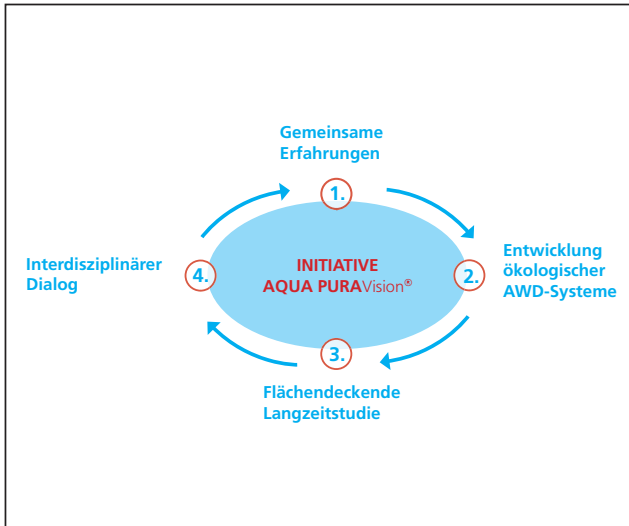 Gemeinsame
Erfahrungen
1.
Entwicklung
ökologischer
AWD-Systeme
2.
INITIATIVE
AQUA PURAVision®
Interdisziplinärer
Dialog
4.
3.
Flächendeckende
Langzeitstudie